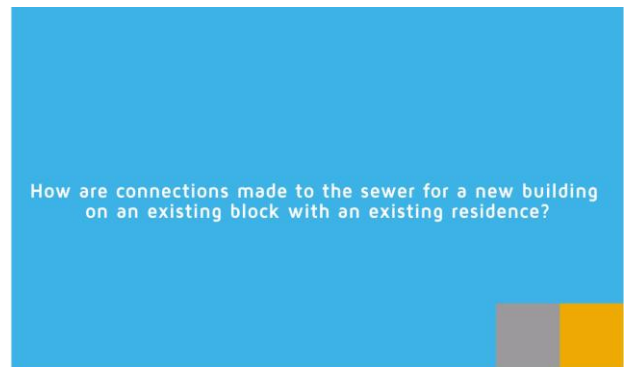 How are connections made to the sewer for a new building
on an existing block with an existing residence?